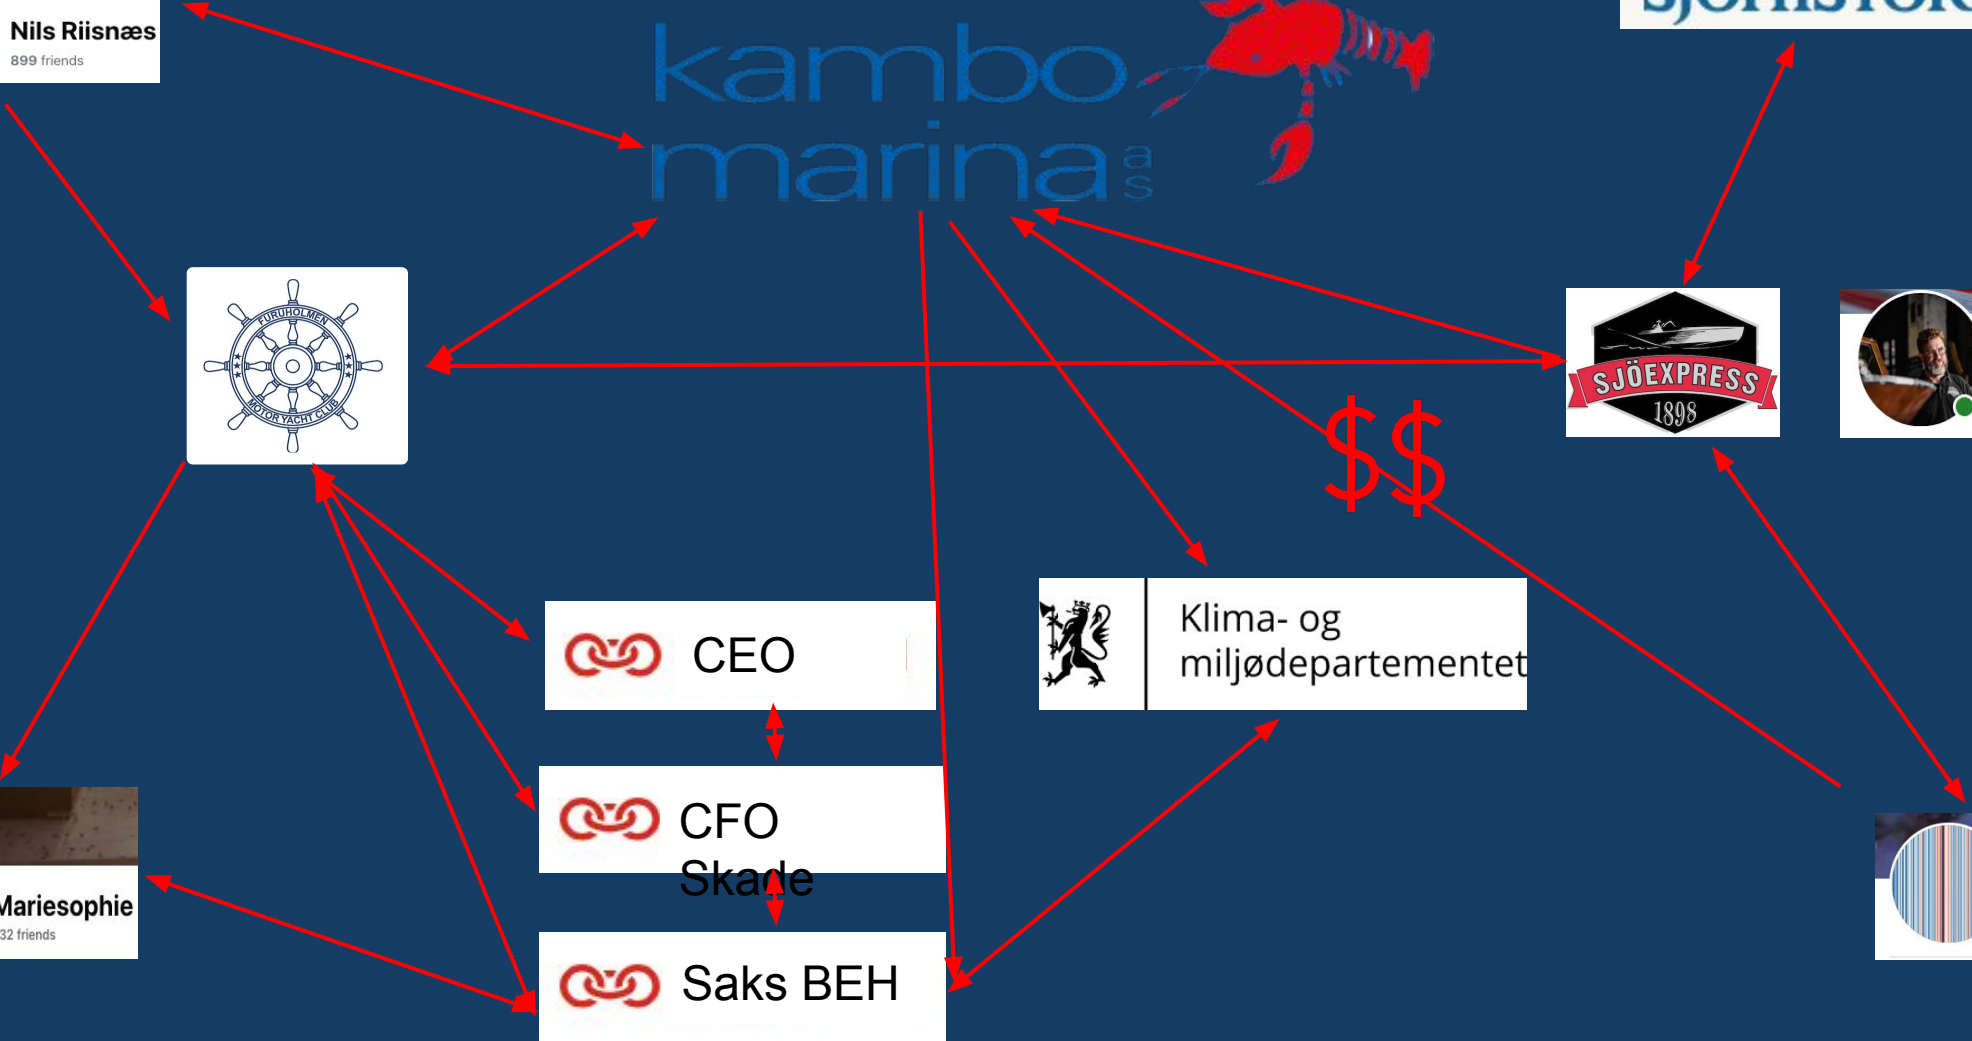 Nils Riisnæs
899 friends
kambo
marina as
FURUHOLMEN
MOTOR YACHT CLUB
SJÖEXPRESS
1898
$$
CEO
Klima- og
miljødepartementet
CFO
Skade
Mariesophie
32 friends
Saks BEH